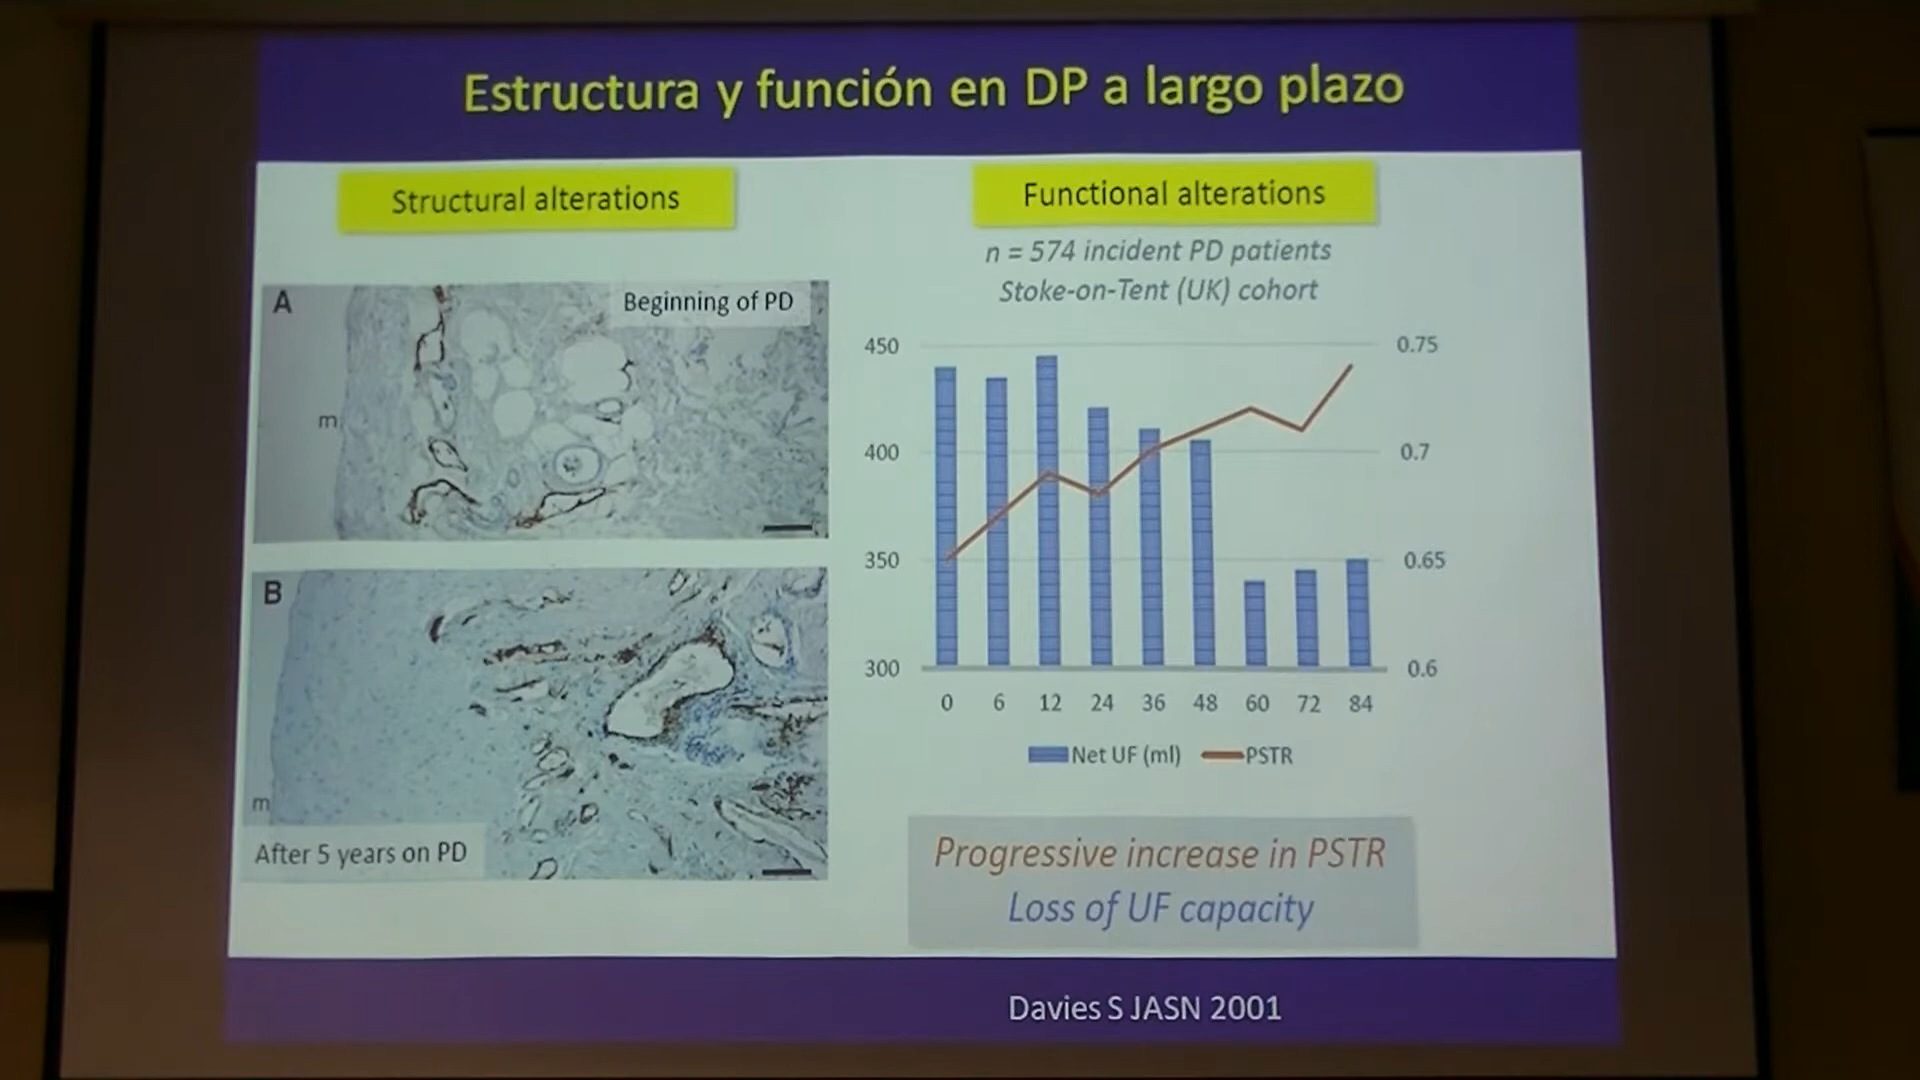 Estructura y función en DP a largo plazo
Structural alterations
A
Beginning of PD
m
B
m
After 5 years on PD
Functional alterations
n = 574 incident PD patients
Stoke-on-Tent (UK) cohort
450
400
350
300
0.75
0.7
0.65
0.6
0 6 12 24 36 48 60 72 84
Net UF (ml) PSTR
Progressive increase in PSTR
Loss of UF capacity
Davies S JASN 2001